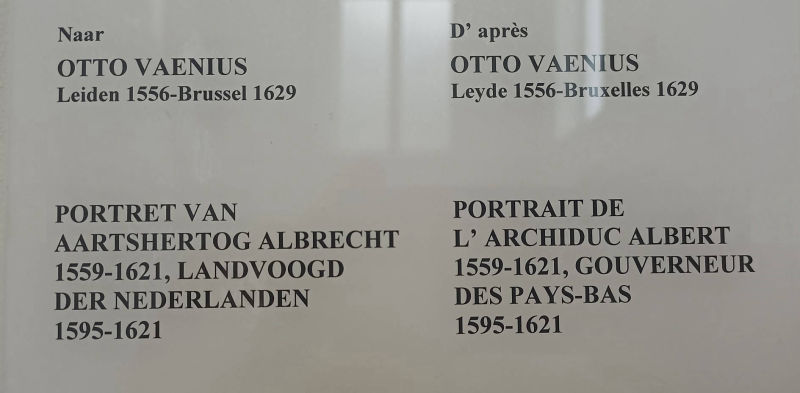 Naar
OTTO VAENIUS
Leiden 1556-Brussel 1629
PORTRET VAN
AARTSHERTOG ALBRECHT
1559-1621, LANDVOOGD
DER NEDERLANDEN
1595-1621
D' après
OTTO VAENIUS
Leyde 1556-Bruxelles 1629
PORTRAIT DE
L' ARCHIDUC ALBERT
1559-1621, GOUVERNEUR
DES PAYS-BAS
1595-1621